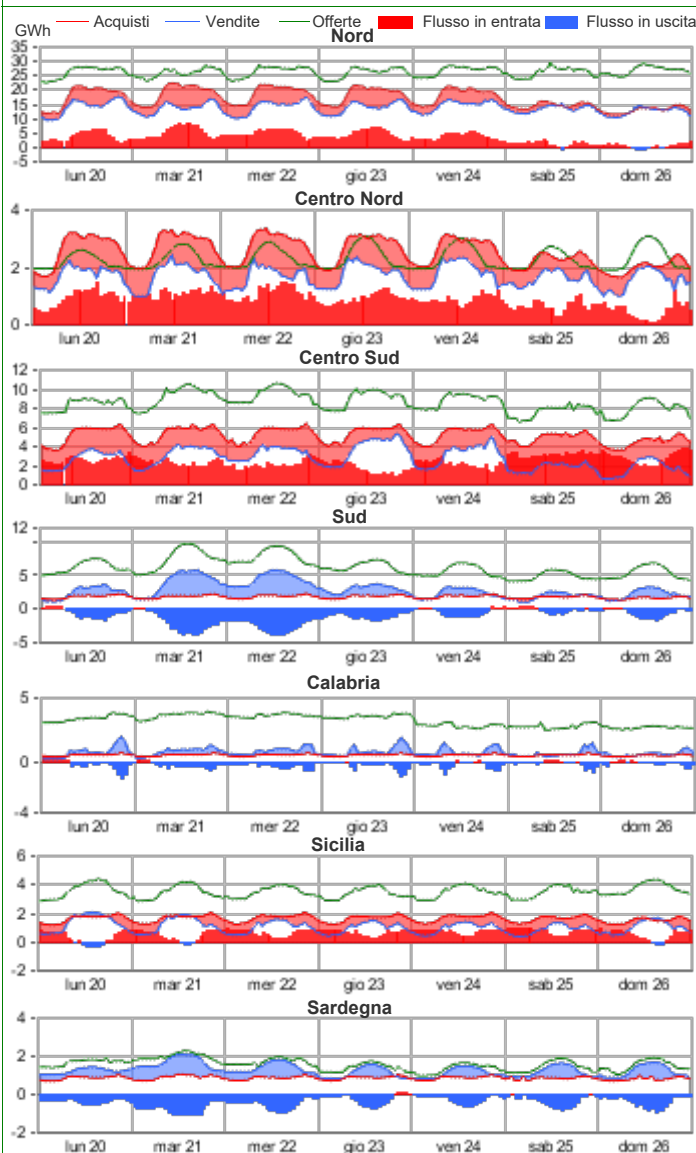 GWh Acquisti Vendite Offerte Flusso in entrata Flusso in uscita
Nord
35
30
25
20
15
10
5
0
-5
lun 20 mar 21 mer 22 gio 23 ven 24 sab 25 dom 26
Centro Nord
4
2
0
lun 20 mar 21 mer 22 gio 23 ven 24 sab 25 dom 26
Centro Sud
12
10
8
6
4
2
0
lun 20 mar 21 mer 22 gio 23 ven 24 sab 25 dom 26
Sud
12
5
0
-5
lun 20 mar 21 mer 22 gio 23 ven 24 sab 25 dom 26
Calabria
5
0
-4
lun 20 mar 21 mer 22 gio 23 ven 24 sab 25 dom 26
Sicilia
6
4
2
0
-2
lun 20 mar 21 mer 22 gio 23 ven 24 sab 25 dom 26
Sardegna
4
2
0
-2
lun 20 mar 21 mer 22 gio 23 ven 24 sab 25 dom 26